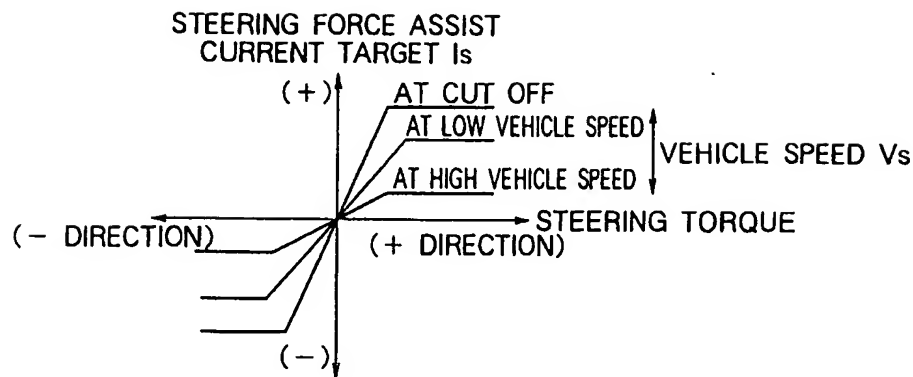 STEERING FORCE ASSIST
CURRENT TARGET Is
(+)
AT CUT OFF
AT LOW VEHICLE SPEED
VEHICLE SPEED Vs
AT HIGH VEHICLE SPEED
STEERING TORQUE
(- DIRECTION)
(+ DIRECTION)
(-)